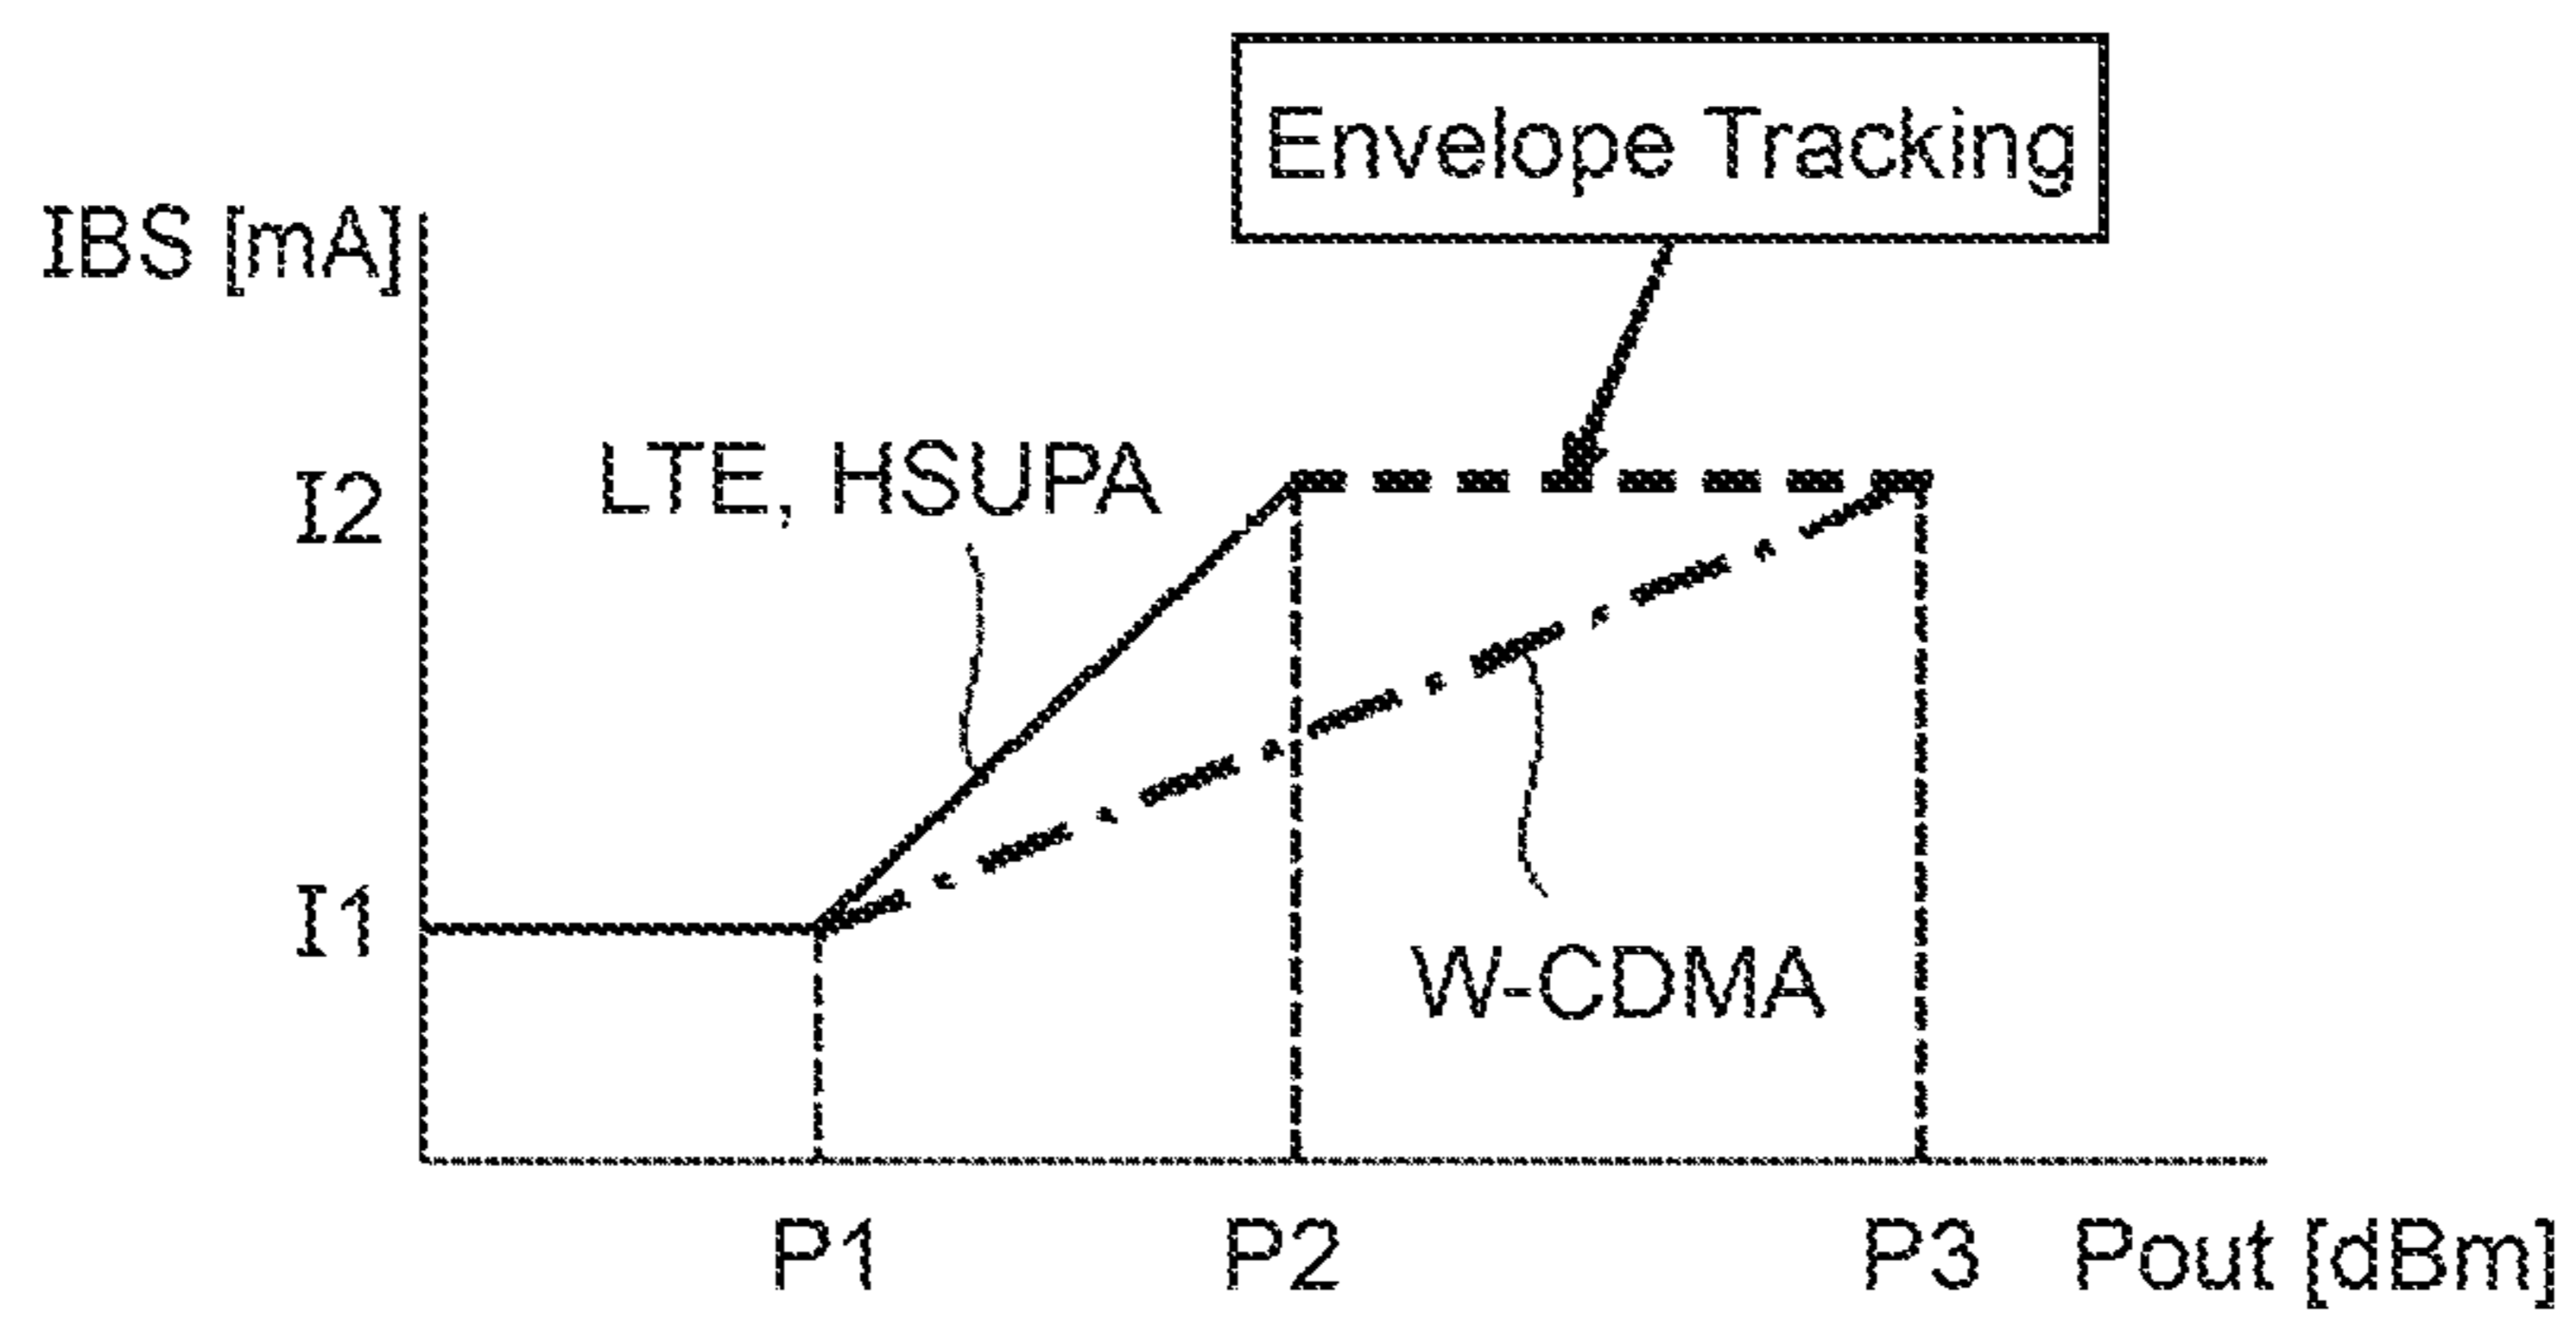 Envelope Tracking
IBS [mA]
LTE, HSUPA
I2
I1
W-CDMA
P1
P2
P3
Pout [dBm]